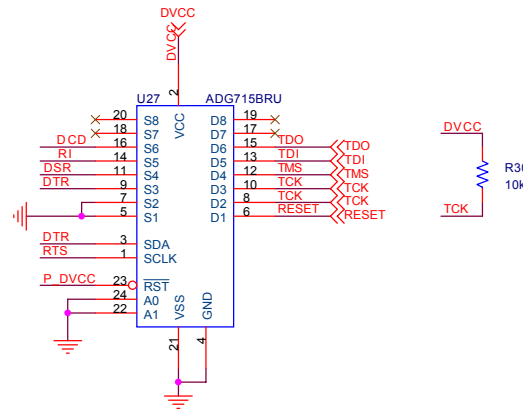 DVCC
DVCC
2
U27 ADG715BRU
VCC
20 S8 D8 19
18 S7 D7 17
DCD 16 S6 D6 15 TDO TDO
RI 14 S5 D5 13 TDI TDI
DSR 11 S4 D4 12 TMS TMS
DTR 9 S3 D3 10 TCK TCK
7 S2 D2 8 TCK TCK
5 S1 D1 6 RESET RESET
DTR 3 SDA
RTS 1 SCLK
P_DVCC 23 RST
24 A0
22 A1
VSS GND
21 4
DVCC
10k
TCK